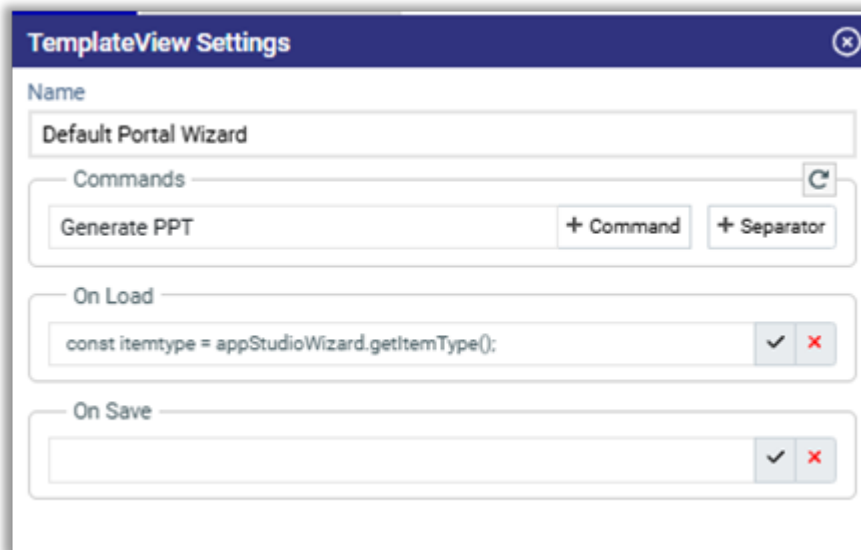 TemplateView Settings
Name
Default Portal Wizard
Commands
Generate PPT
+ Command
+ Separator
On Load
const itemtype = appStudioWizard.getItemType();
On Save